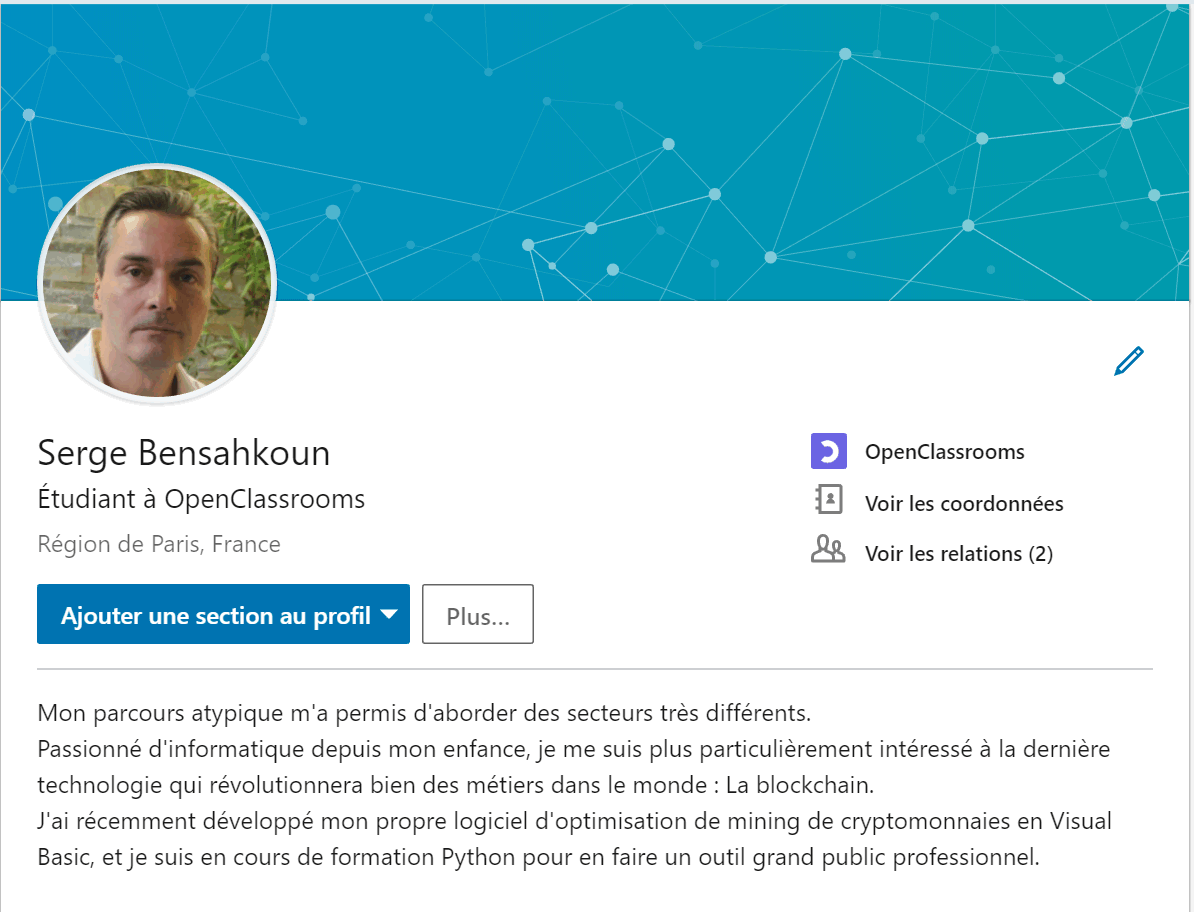 Serge Bensahkoun
Étudiant à OpenClassrooms
Région de Paris, France
OpenClassrooms
Voir les coordonnées
Voir les relations (2)
Ajouter une section au profil
Plus...
Mon parcours atypique m'a permis d'aborder des secteurs très différents.
Passionné d'informatique depuis mon enfance, je me suis plus particulièrement intéressé à la dernière
technologie qui révolutionnera bien des métiers dans le monde : La blockchain.
J'ai récemment développé mon propre logiciel d'optimisation de mining de cryptomonnaies en Visual
Basic, et je suis en cours de formation Python pour en faire un outil grand public professionnel.